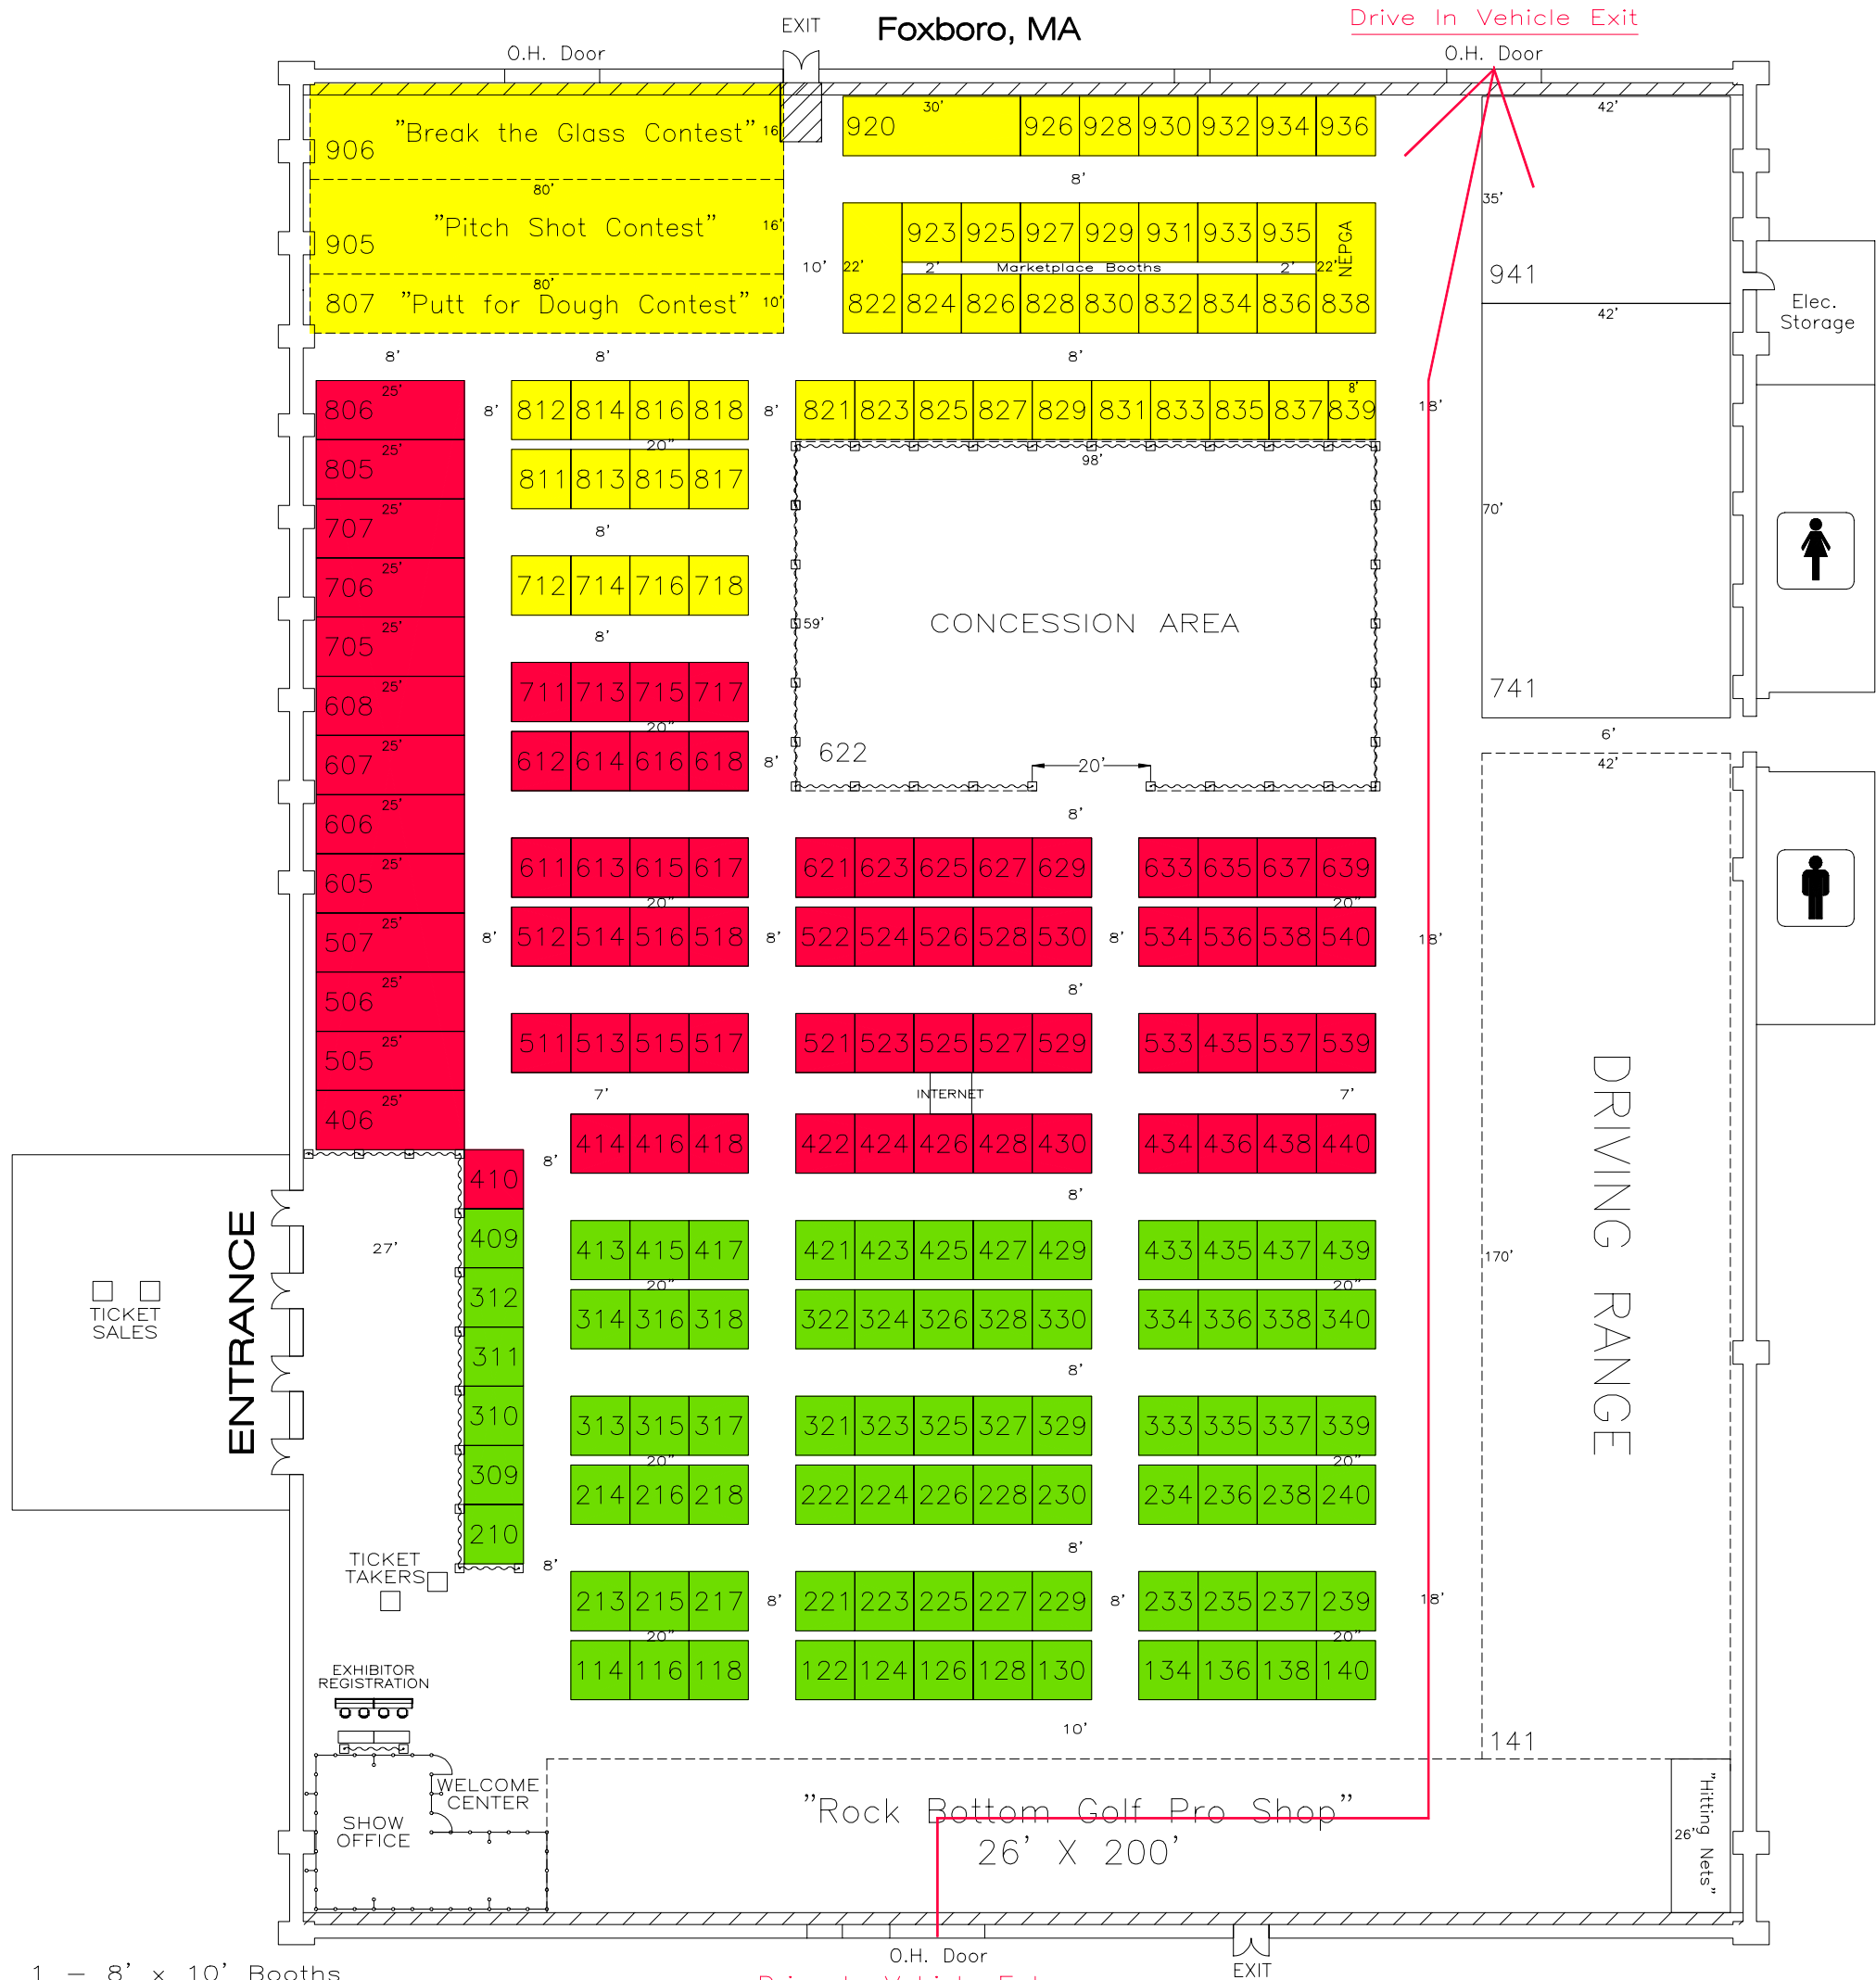 Foxboro, MA
Drive In Vehicle Exit
EXIT
O.H. Door
O.H. Door
906 "Break the Glass Contest" 16'
80'
905 "Pitch Shot Contest" 16'
80'
807 "Putt for Dough Contest" 10'
30'
920 926 928 930 932 934 936
8'
923 925 927 929 931 933 935
NEPGA
10' 22' 2' Marketplace Booths 2' 22'
822 824 826 828 830 832 834 836 838
42'
35'
941
42'
70'
741
Elec.
Storage
8' 8' 8'
806 25'
805 25'
707 25'
706 25'
705 25'
608 25'
607 25'
606 25'
605 25'
507 25'
506 25'
505 25'
406 25'
8' 812 814 816 818 8' 821 823 825 827 829 831 833 835 837 839 8' 18'
20"
811 813 815 817
8'
712 714 716 718
8'
98'
59' CONCESSION AREA
622
20'
711 713 715 717
20"
612 614 616 618 8'
6'
42'
8'
611 613 615 617 621 623 625 627 629 633 635 637 639
20" 20"
8' 512 514 516 518 8' 522 524 526 528 530 8' 534 536 538 540 18'
8'
511 513 515 517 521 523 525 527 529 533 435 537 539
7' INTERNET 7'
414 416 418 422 424 426 428 430 434 436 438 440
410 8' 8'
409 413 415 417 421 423 425 427 429 433 435 437 439
27' 20" 20"
312 314 316 318 322 324 326 328 330 334 336 338 340
311 8'
310 313 315 317 321 323 325 327 329 333 335 337 339
20" 20"
309 214 216 218 222 224 226 228 230 234 236 238 240
210 8' 8'
213 215 217 8' 221 223 225 227 229 8' 233 235 237 239 18'
20" 20"
114 116 118 122 124 126 128 130 134 136 138 140
10'
DRIVING RANGE
170'
141
ENTRANCE
TICKET
SALES
TICKET
TAKERS
EXHIBITOR
REGISTRATION
WELCOME
CENTER
SHOW
OFFICE
"Rock Bottom Golf Pro Shop"
26' X 200'
26' "Hitting Nets"
O.H. Door
EXIT
1 – 8' x 10' Booths